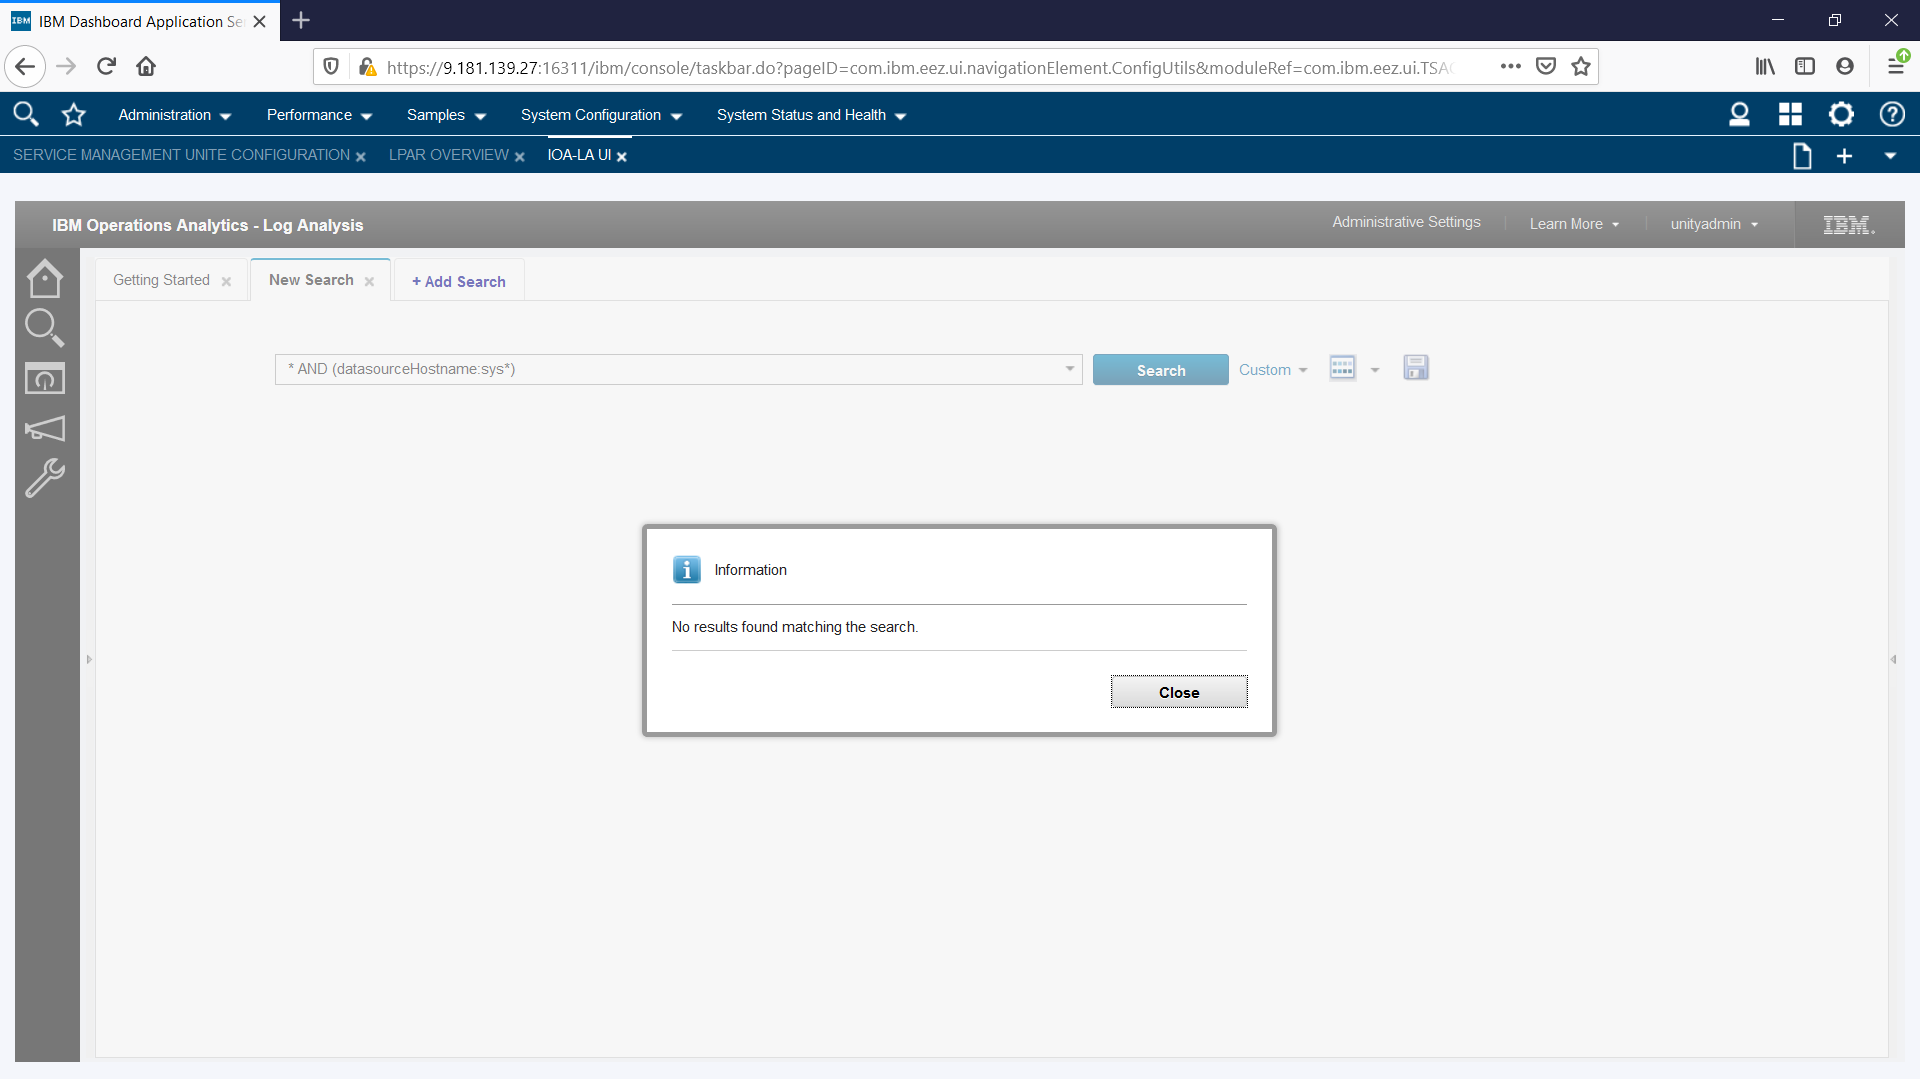 IBM IBM Dashboard Application Se
https://9.181.139.27:16311/ibm/console/taskbar.do?pageID=com.ibm.eez.ui.navigationElement.ConfigUtils&moduleRef=com.ibm.eez.ui.TSA
Administration Performance Samples System Configuration System Status and Health
SERVICE MANAGEMENT UNITE CONFIGURATION LPAR OVERVIEW IOA-LA UI
IBM Operations Analytics - Log Analysis Administrative Settings Learn More unityadmin IBM.
Getting Started New Search + Add Search
* AND (datasourceHostname:sys*) Search Custom
Information
No results found matching the search.
Close